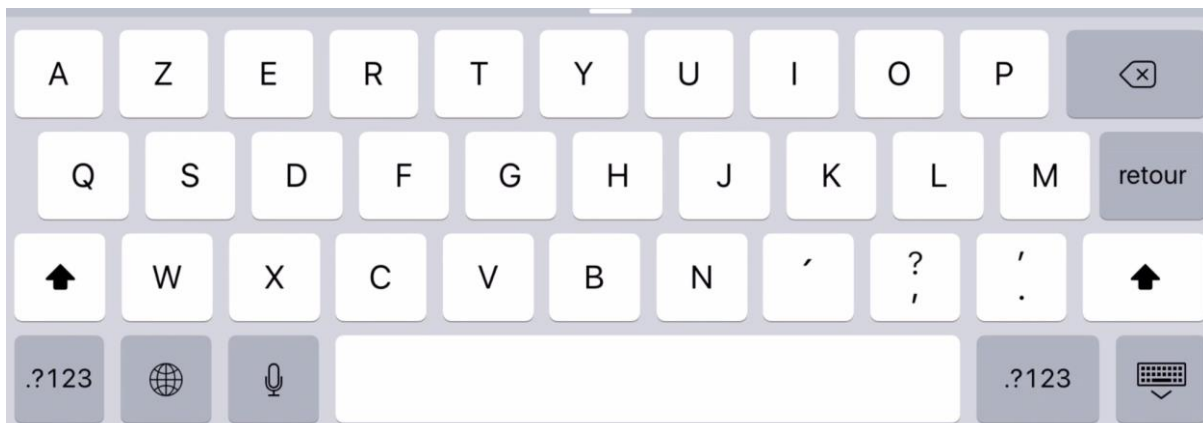 A Z E R T Y U I O P
Q S D F G H J K L M retour
W X C V B N ´ ? , ' .
.?123 .?123